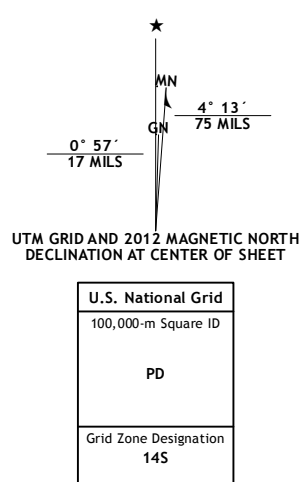 MN
4° 13´
75 MILS
GN
0° 57´
17 MILS
UTM GRID AND 2012 MAGNETIC NORTH
DECLINATION AT CENTER OF SHEET
U.S. National Grid
100,000-m Square ID
PD
Grid Zone Designation
14S